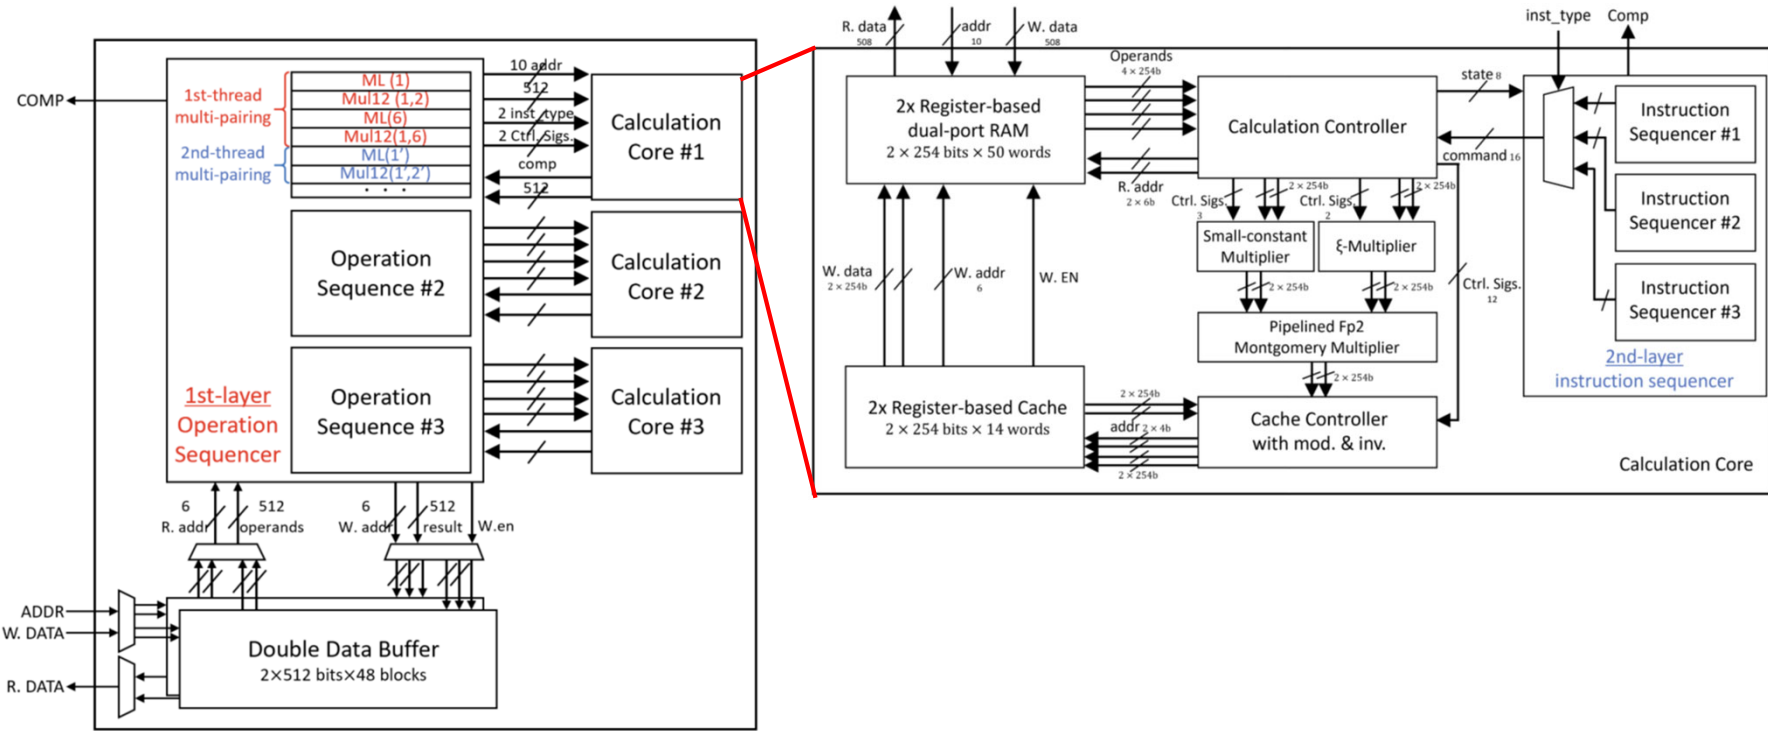 COMP
1st-thread
multi-pairing
2nd-thread
multi-pairing
ML (1)
Mul12 (1,2)
ML(6)
Mul12(1,6)
ML(1’)
Mul12(1’,2’)
. . .
10 addr
512
2 inst_type
2 Ctrl. Sigs.
comp
512
Calculation
Core #1
Operation
Sequence #2
Calculation
Core #2
Operation
Sequence #3
Calculation
Core #3
1st-layer
Operation
Sequencer
6
R. addr
512
operands
6
W. addr
512
result
W.en
ADDR
W. DATA
R. DATA
Double Data Buffer
2×512 bits×48 blocks
R. data
508
addr
10
W. data
508
2x Register-based
dual-port RAM
2 × 254 bits × 50 words
Operands
4 × 254b
R. addr
2 × 6b
Calculation Controller
state 8
command 16
inst_type
Comp
Instruction
Sequencer #1
Instruction
Sequencer #2
Instruction
Sequencer #3
2nd-layer
instruction sequencer
Ctrl. Sigs.
3
2 × 254b
Ctrl. Sigs.
2
2 × 254b
Small-constant
Multiplier
ξ-Multiplier
2 × 254b
2 × 254b
Ctrl. Sigs.
12
Pipelined Fp2
Montgomery Multiplier
2 × 254b
W. data
2 × 254b
W. addr
6
W. EN
2x Register-based Cache
2 × 254 bits × 14 words
2 × 254b
addr 2 × 4b
2 × 254b
Cache Controller
with mod. & inv.
Calculation Core